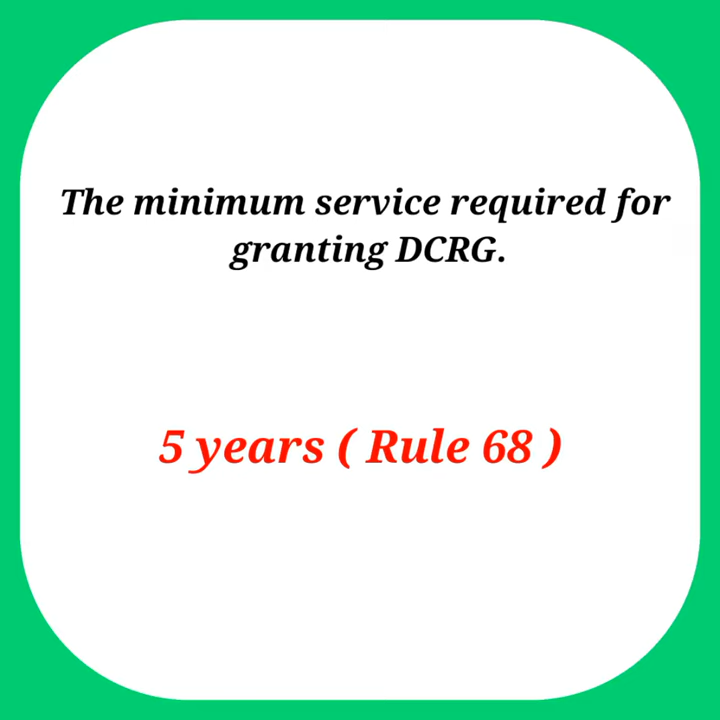 The minimum service required for
granting DCRG.
5 years ( Rule 68 )